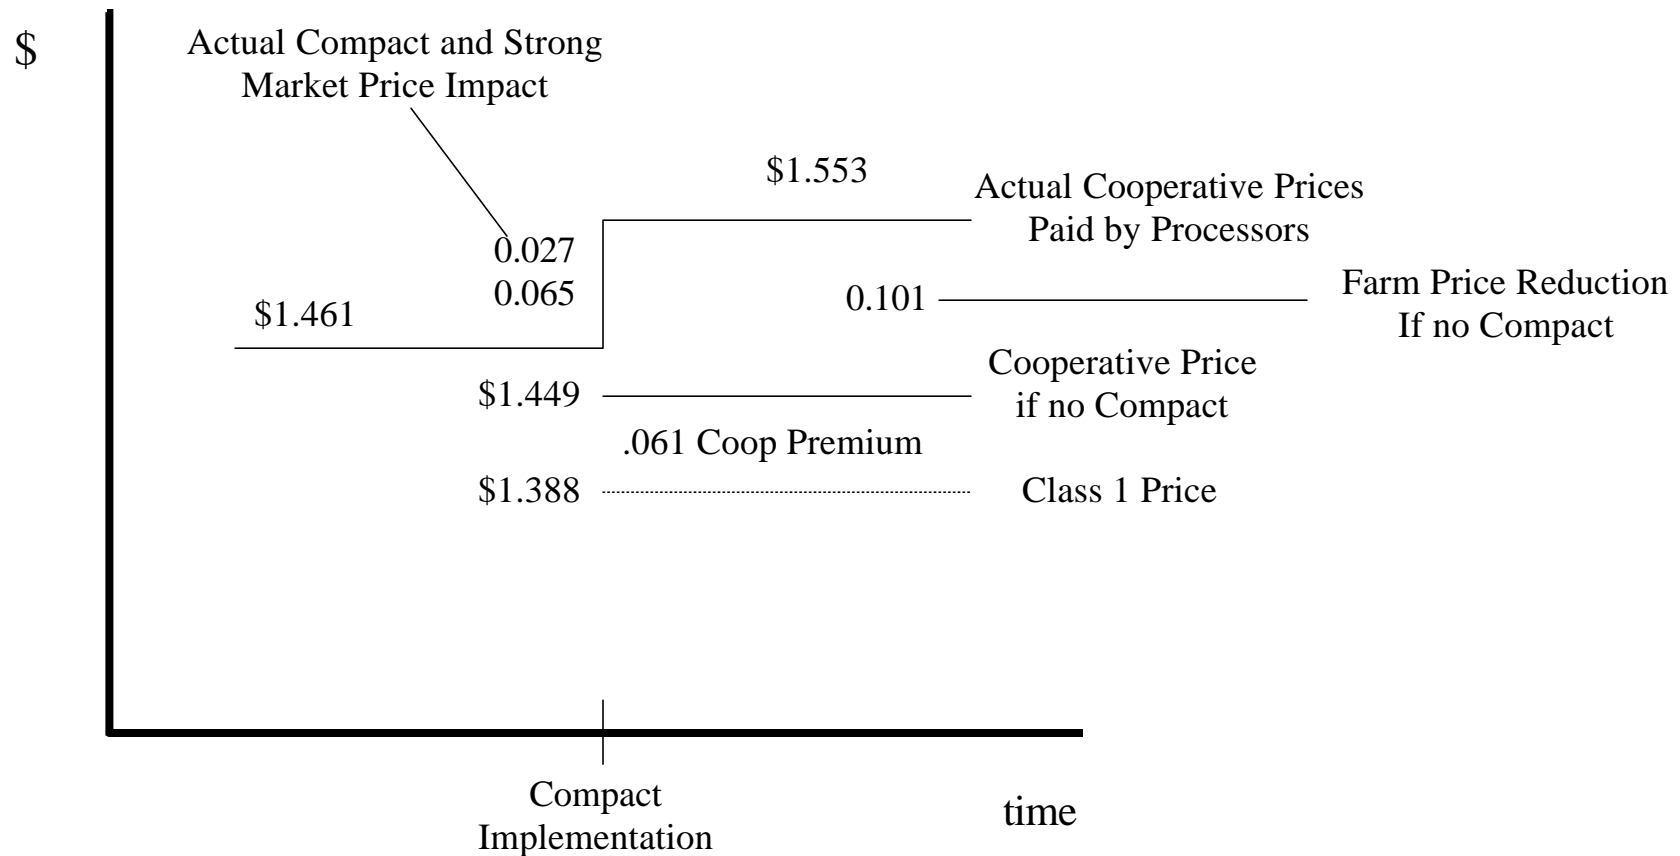 $
Actual Compact and Strong
Market Price Impact
$1.553
Actual Cooperative Prices
Paid by Processors
0.027
0.065
$1.461
0.101
Farm Price Reduction
If no Compact
$1.449
Cooperative Price
if no Compact
.061 Coop Premium
$1.388
Class 1 Price
Compact
Implementation
time